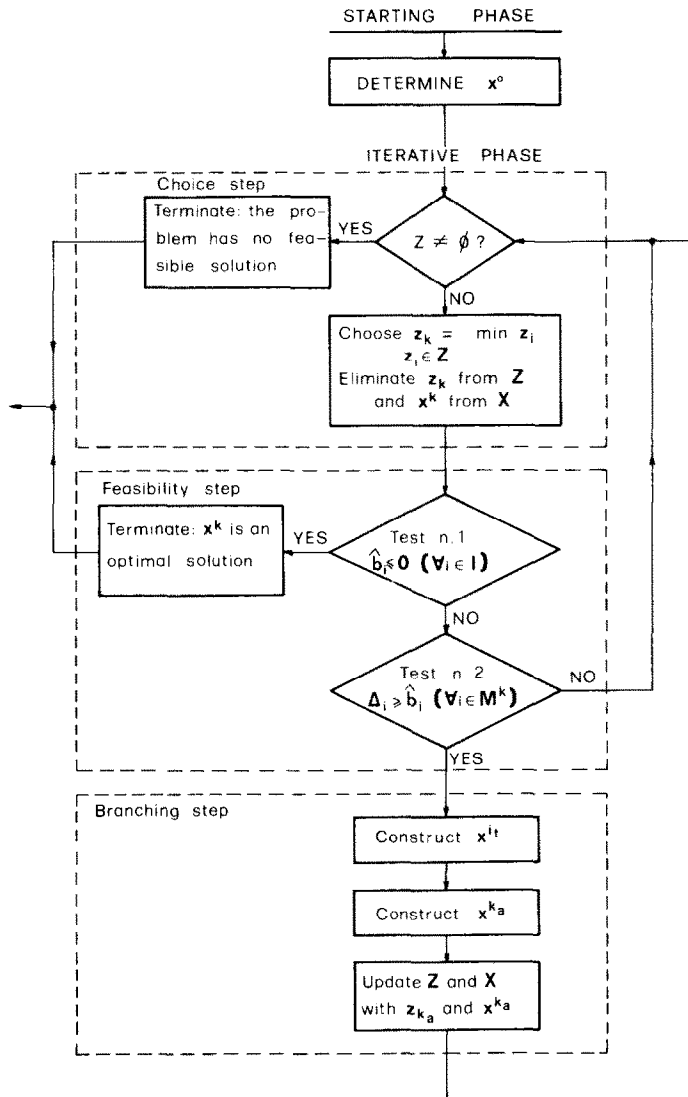 STARTING PHASE
DETERMINE x°
ITERATIVE PHASE
Choice step
Terminate: the pro-
blem has no fea-
sible solution
YES
Z ≠ ϕ ?
NO
Choose z_k = min z_i
z_i ∈ Z
Eliminate z_k from Z
and x^k from X
Feasibility step
Terminate: x^k is an
optimal solution
YES
Test n. 1
b̂_i ⩽ 0 (∀i ∈ I)
NO
Test n 2
Δ_i ⩾ b̂_i (∀i ∈ M^k)
NO
YES
Branching step
Construct x^{i_t}
Construct x^{k_a}
Update Z and X
with z_{k_a} and x^{k_a}